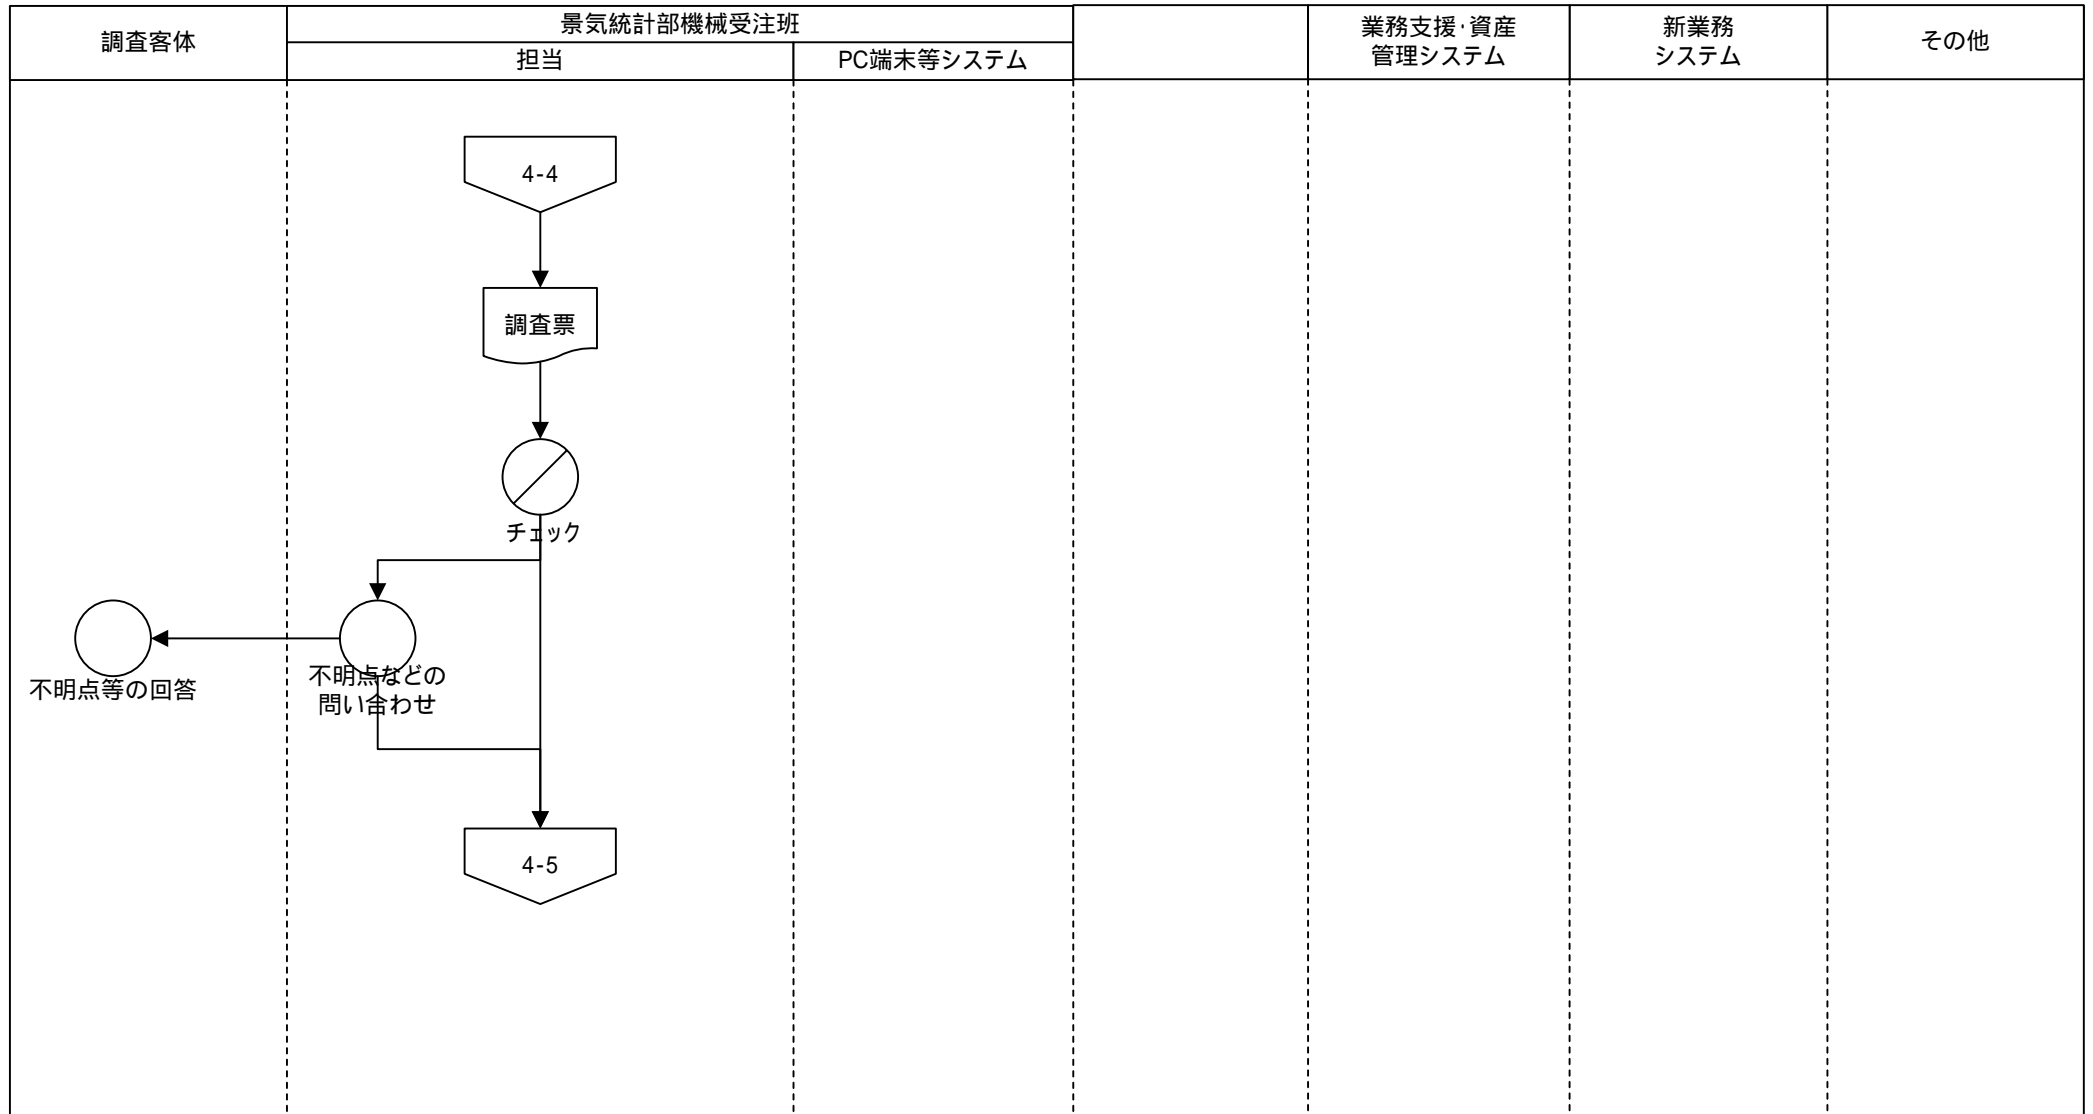 調査客体
景気統計部機械受注班
担当
PC端末等システム
業務支援・資産
管理システム
新業務
システム
その他
4-4
調査票
チェック
不明点等の回答
不明点などの
問い合わせ
4-5